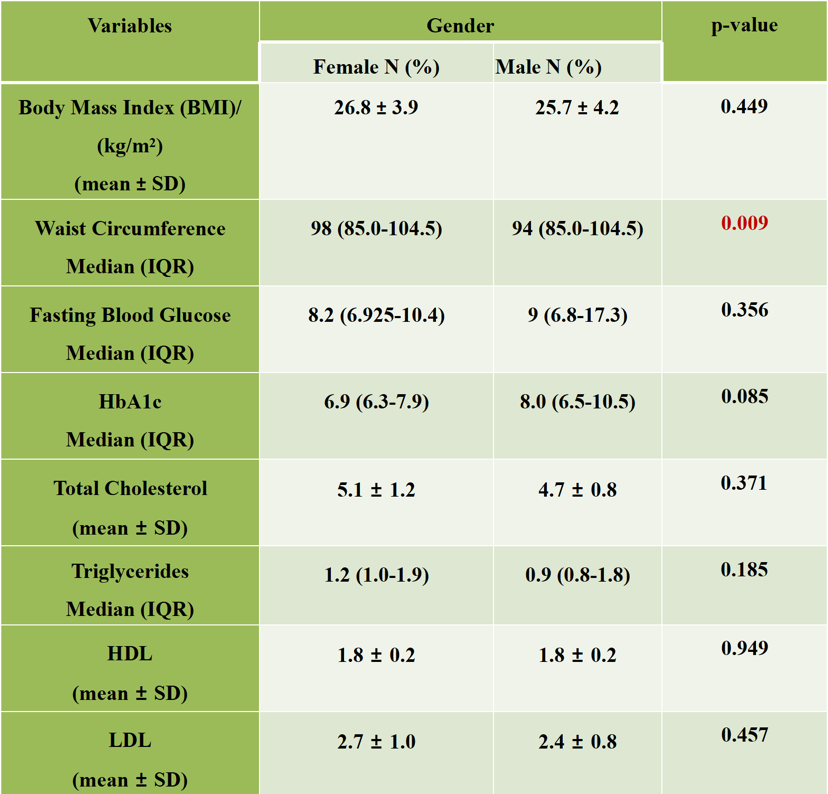 Variables Gender p-value
Female N (%) Male N (%)
Body Mass Index (BMI)/ 26.8 ± 3.9 25.7 ± 4.2 0.449
(kg/m²)
(mean ± SD)
Waist Circumference 98 (85.0-104.5) 94 (85.0-104.5) 0.009
Median (IQR)
Fasting Blood Glucose 8.2 (6.925-10.4) 9 (6.8-17.3) 0.356
Median (IQR)
HbA1c 6.9 (6.3-7.9) 8.0 (6.5-10.5) 0.085
Median (IQR)
Total Cholesterol 5.1 ± 1.2 4.7 ± 0.8 0.371
(mean ± SD)
Triglycerides 1.2 (1.0-1.9) 0.9 (0.8-1.8) 0.185
Median (IQR)
HDL 1.8 ± 0.2 1.8 ± 0.2 0.949
(mean ± SD)
LDL 2.7 ± 1.0 2.4 ± 0.8 0.457
(mean ± SD)